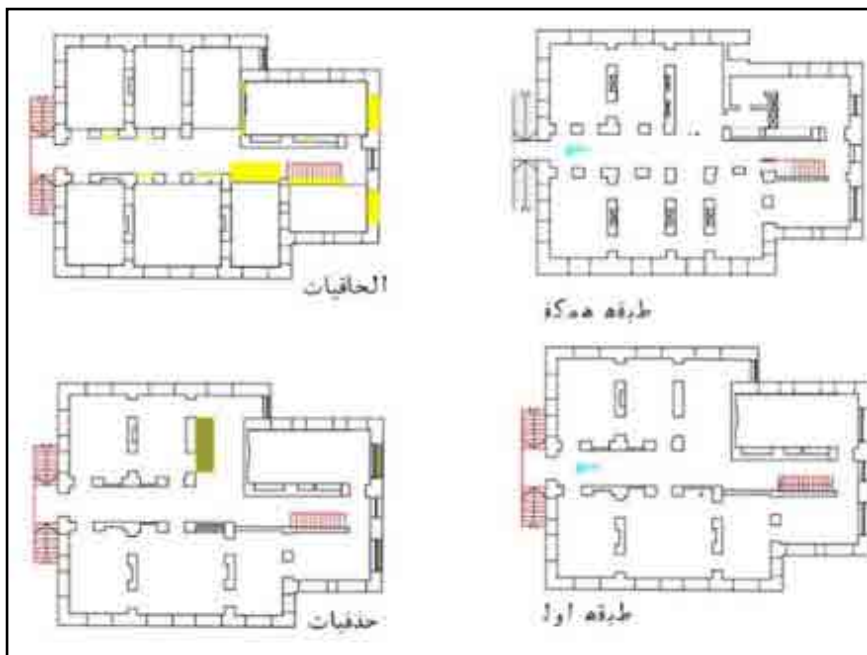 الحاقیات
طبقه همکف
حذفیات
طبقه اول